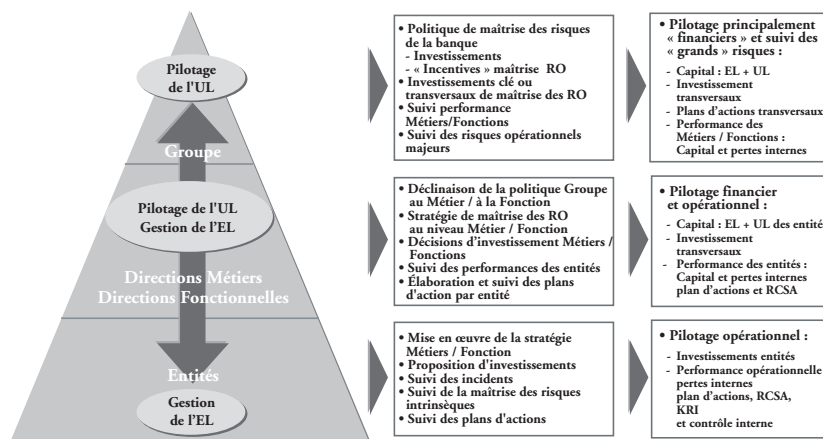 Pilotage
de l'UL
Groupe
Pilotage de l'UL
Gestion de l'EL
Directions Métiers
Directions Fonctionnelles
Entités
Gestion
de l'EL
• Politique de maîtrise des risques
de la banque
- Investissements
- « Incentives » maîtrise RO
• Investissements clé ou
transversaux de maîtrise des RO
• Suivi performance
Métiers/Fonctions
• Suivi des risques opérationnels
majeurs
• Pilotage principalement
« financiers » et suivi des
« grands » risques :
- Capital : EL + UL
- Investissement
transversaux
- Plans d'actions transversaux
- Performance des
Métiers / Fonctions :
Capital et pertes internes
• Déclinaison de la politique Groupe
au Métier / à la Fonction
• Stratégie de maîtrise des RO
au niveau Métier / Fonction
• Décisions d'investissement Métiers /
Fonctions
• Suivi des performances des entités
• Élaboration et suivi des plans
d'action par entité
• Pilotage financier
et opérationnel :
- Capital : EL + UL des entité
- Investissement
transversaux
- Performance des entités :
Capital et pertes internes
plan d'actions et RCSA
• Mise en œuvre de la stratégie
Métiers / Fonction
• Proposition d'investissements
• Suivi des incidents
• Suivi de la maîtrise des risques
intrinsèques
• Suivi des plans d'actions
• Pilotage opérationnel :
- Investissements entités
- Performance opérationnelle
pertes internes
plan d'actions, RCSA,
KRI
et contrôle interne